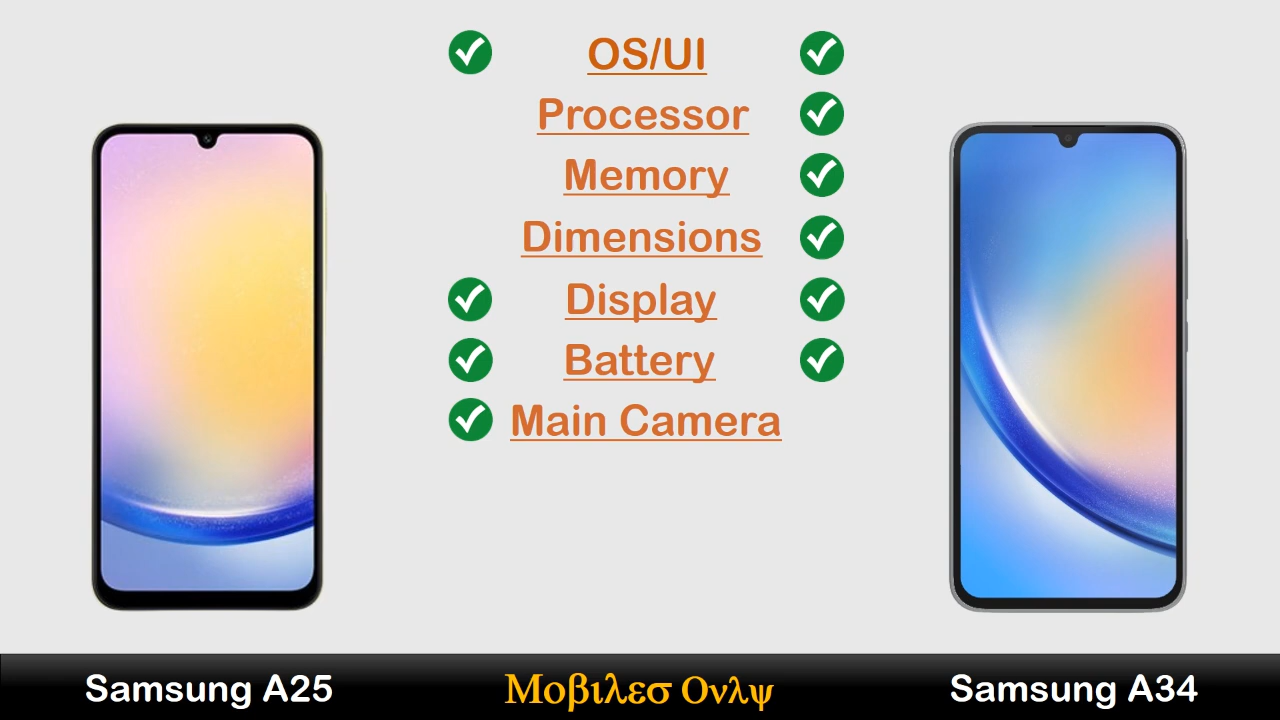 OS/UI
Processor
Memory
Dimensions
Display
Battery
Main Camera
Samsung A25
Μοβιλεσ Ονλψ
Samsung A34